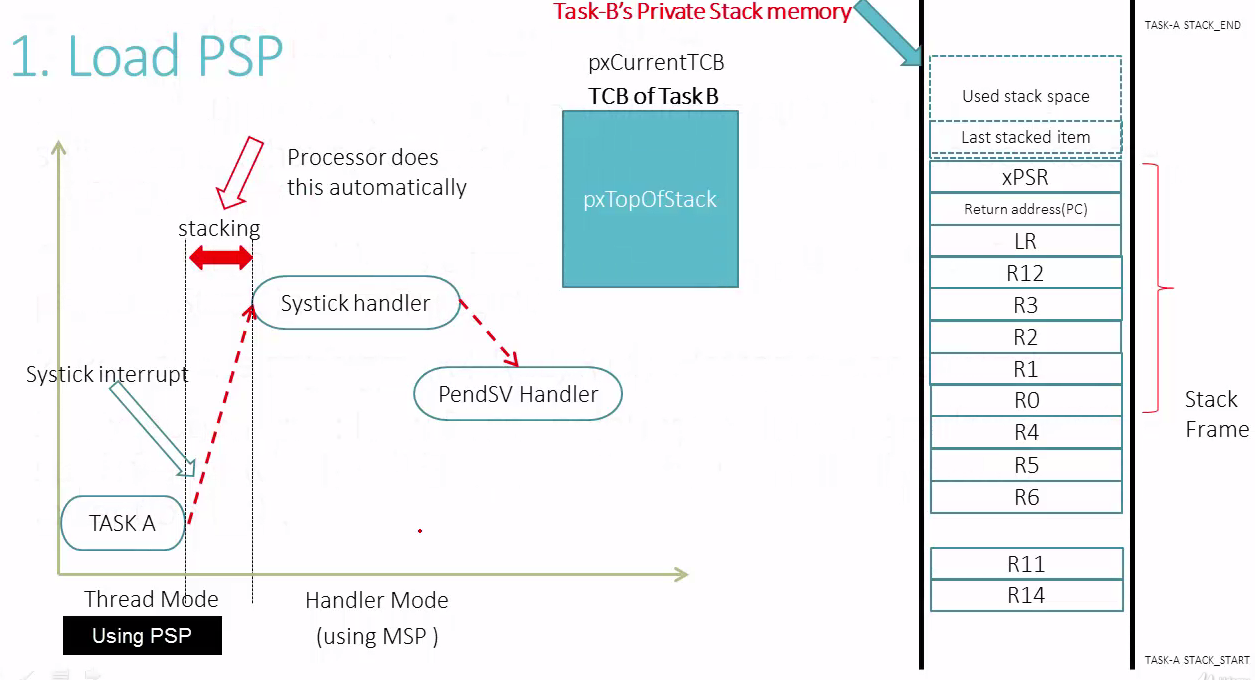 Task-B's Private Stack memory
1. Load PSP
pxCurrentTCB
TCB of Task B
pxTopOfStack
Processor does
this automatically
stacking
Systick handler
Systick interrupt
PendSV Handler
TASK A
Thread Mode
Using PSP
Handler Mode
(using MSP )
TASK-A STACK_END
Used stack space
Last stacked item
xPSR
Return address(PC)
LR
R12
R3
R2
R1
R0
R4
R5
R6
R11
R14
Stack
Frame
TASK-A STACK_START